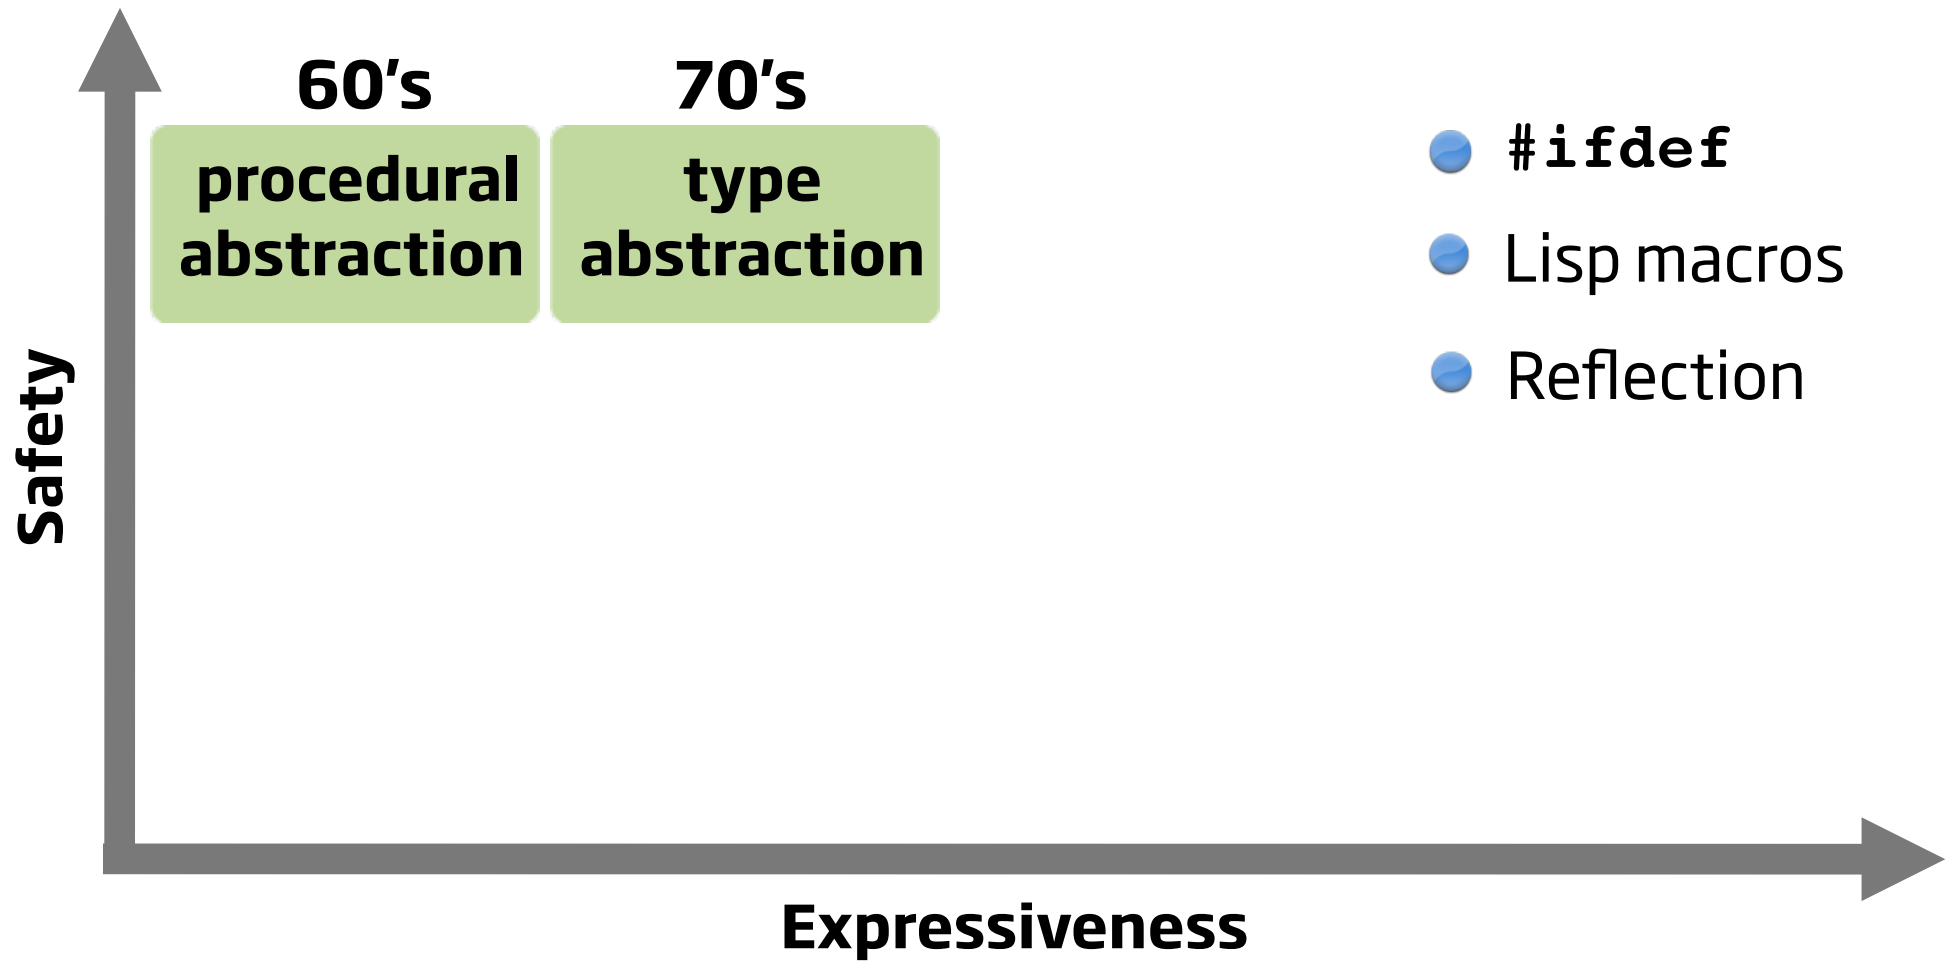 60's
70's
procedural
abstraction
type
abstraction
#ifdef
Lisp macros
Reflection
Safety
Expressiveness